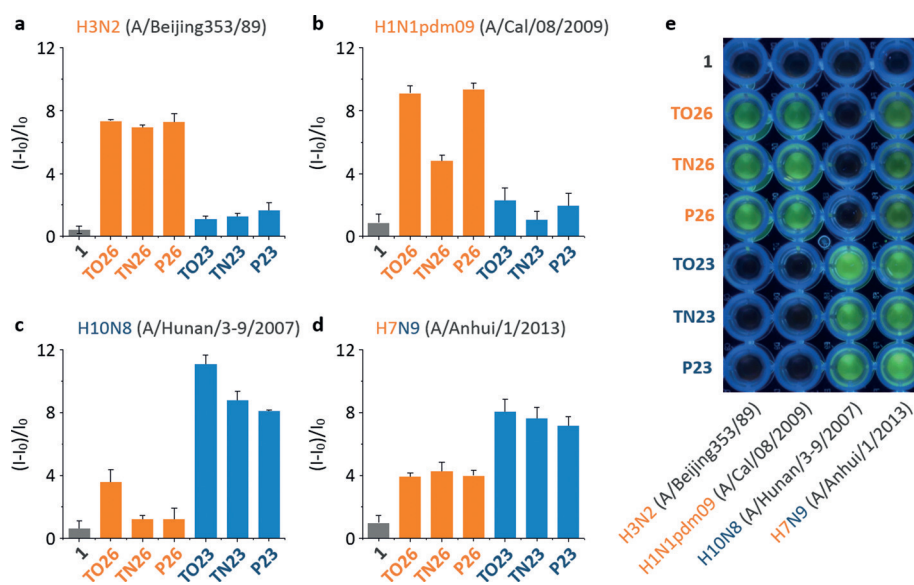 a H3N2 (A/Beijing353/89)
12
8
4
0
(I-I₀)/I₀
1 TO26 TN26 P26 TO23 TN23 P23
b H1N1pdm09 (A/Cal/08/2009)
12
8
4
0
(I-I₀)/I₀
1 TO26 TN26 P26 TO23 TN23 P23
c H10N8 (A/Hunan/3-9/2007)
12
8
4
0
(I-I₀)/I₀
1 TO26 TN26 P26 TO23 TN23 P23
d H7N9 (A/Anhui/1/2013)
12
8
4
0
(I-I₀)/I₀
1 TO26 TN26 P26 TO23 TN23 P23
e
1
TO26
TN26
P26
TO23
TN23
P23
H3N2 (A/Beijing353/89)
H1N1pdm09 (A/Cal/08/2009)
H10N8 (A/Hunan/3-9/2007)
H7N9 (A/Anhui/1/2013)